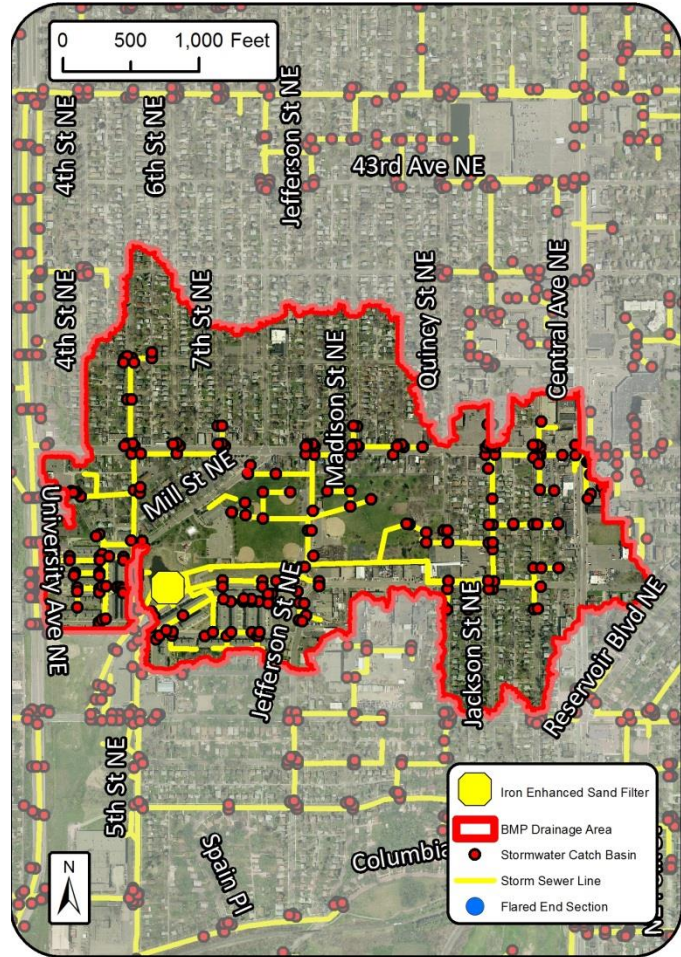 0 500 1,000 Feet
4th St NE
6th St NE
Jefferson St NE
43rd Ave NE
4th St NE
7th St NE
Madison St NE
Quincy St NE
Central Ave NE
Mill St NE
University Ave NE
Jefferson St NE
Jackson St NE
Reservoir Blvd NE
5th St NE
Spain Pl
Columbia
Iron Enhanced Sand Filter
BMP Drainage Area
Stormwater Catch Basin
Storm Sewer Line
Flared End Section
N